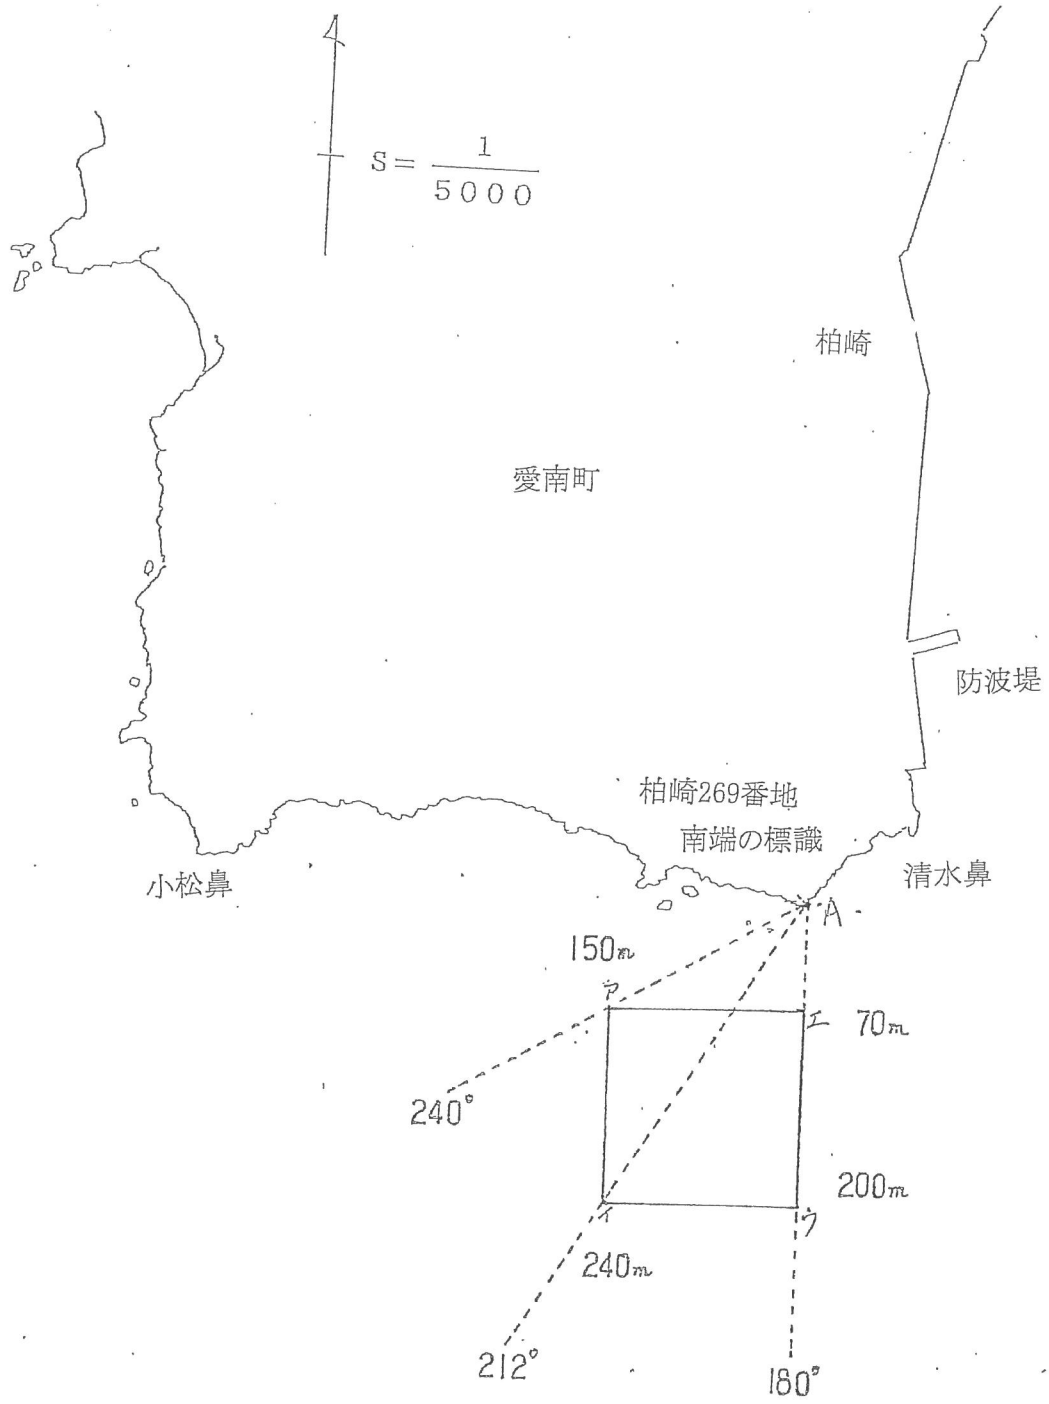 S=1/5000
柏崎
愛南町
防波堤
柏崎269番地
南端の標識
小松鼻
清水鼻
A
150m
ア
エ
70m
240°
200m
イ
ウ
240m
212°
180°